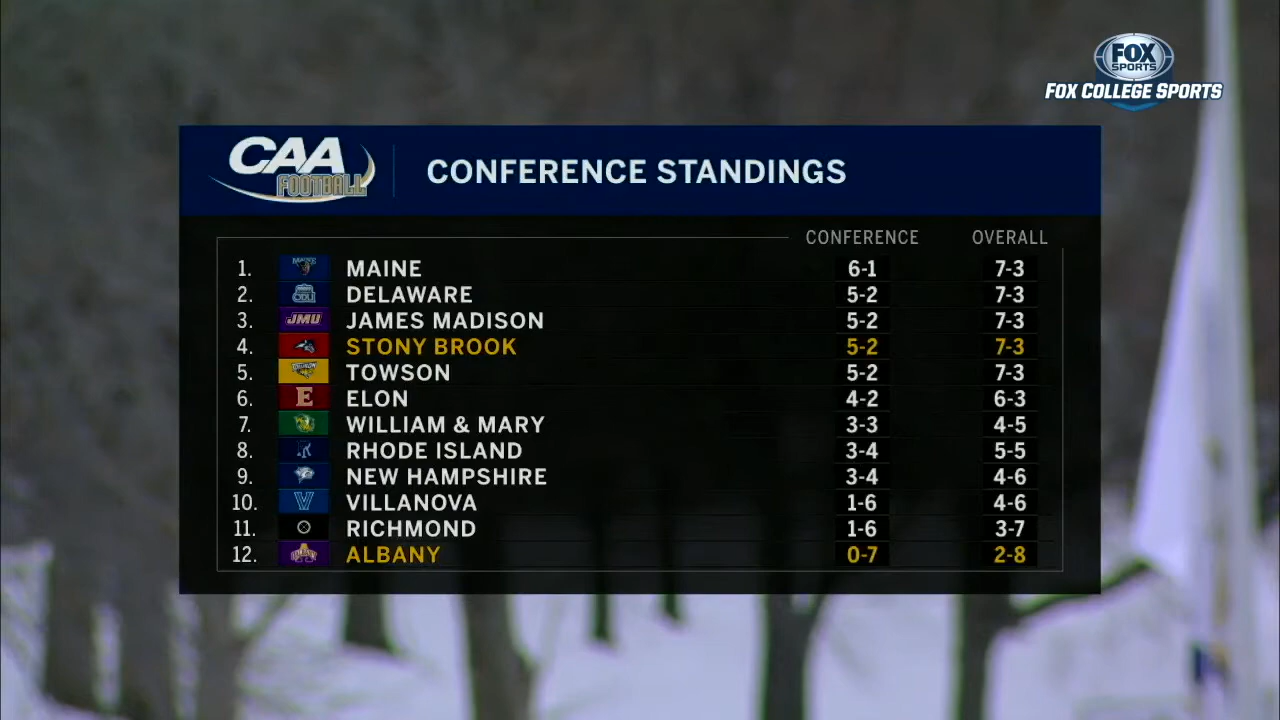 FOX
SPORTS
FOX COLLEGE SPORTS
CAA
FOOTBALL
CONFERENCE STANDINGS
CONFERENCE OVERALL
1. MAINE 6-1 7-3
2. DELAWARE 5-2 7-3
3. JMU JAMES MADISON 5-2 7-3
4. STONY BROOK 5-2 7-3
5. TOWSON 5-2 7-3
6. E ELON 4-2 6-3
7. WILLIAM & MARY 3-3 4-5
8. RHODE ISLAND 3-4 5-5
9. NEW HAMPSHIRE 3-4 4-6
10. V VILLANOVA 1-6 4-6
11. RICHMOND 1-6 3-7
12. ALBANY 0-7 2-8